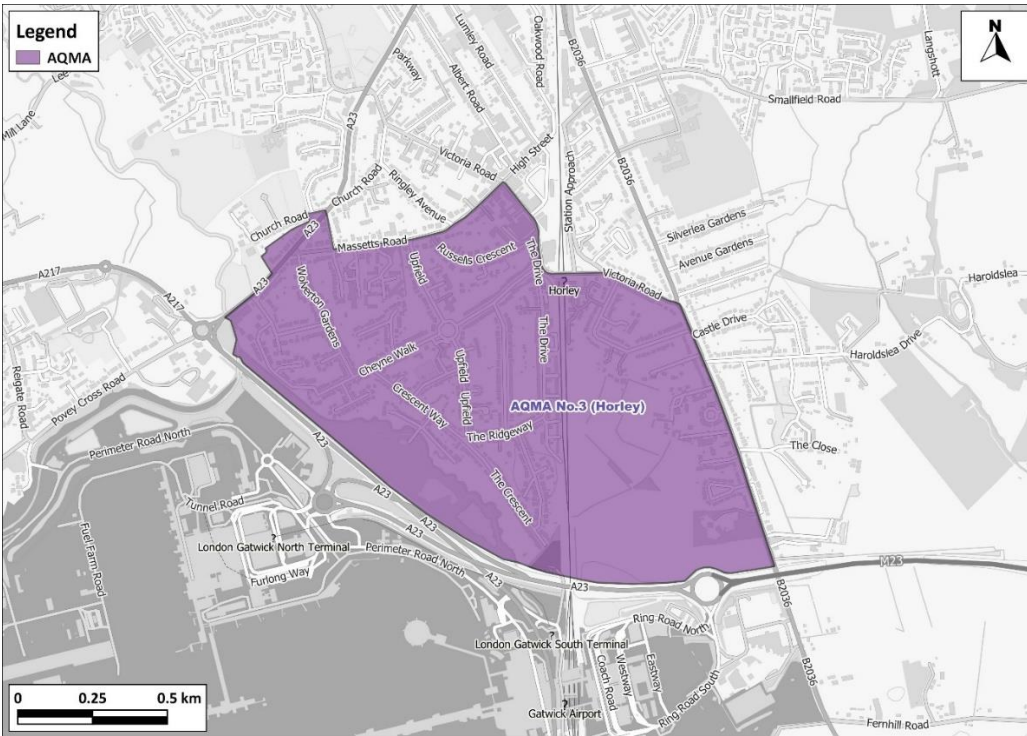 Legend
AQMA
N
Lumley Road
Oakwood Road
B2036
Langshott
Parkway
Albert Road
Smallfield Road
Mill Lane
A23
High Street
Victoria Road
Station Approach
B2036
Church Road
Ringley Avenue
Church Road
A23
Massetts Road
Silverlea Gardens
Avenue Gardens
Russells Crescent
Upfield
The Drive
A217
A23
Haroldslea
Wolverton Gardens
?
Horley
Victoria Road
A217
Castle Drive
The Drive
Haroldslea Drive
Cheyne Walk
Upfield
Reigate Road
Povey Cross Road
Crescent Way
Upfield
AQMA No.3 (Horley)
The Ridgeway
The Close
Perimeter Road North
A23
The Crescent
A23
Tunnel Road
A23
Fuel Farm Road
?
London Gatwick North Terminal
Perimeter Road North
A23
M23
Furlong Way
A23
B2036
Ring Road North
?
London Gatwick South Terminal
Coach Road
Westway
Eastway
Ring Road South
?
Gatwick Airport
Fernhill Road
0 0.25 0.5 km